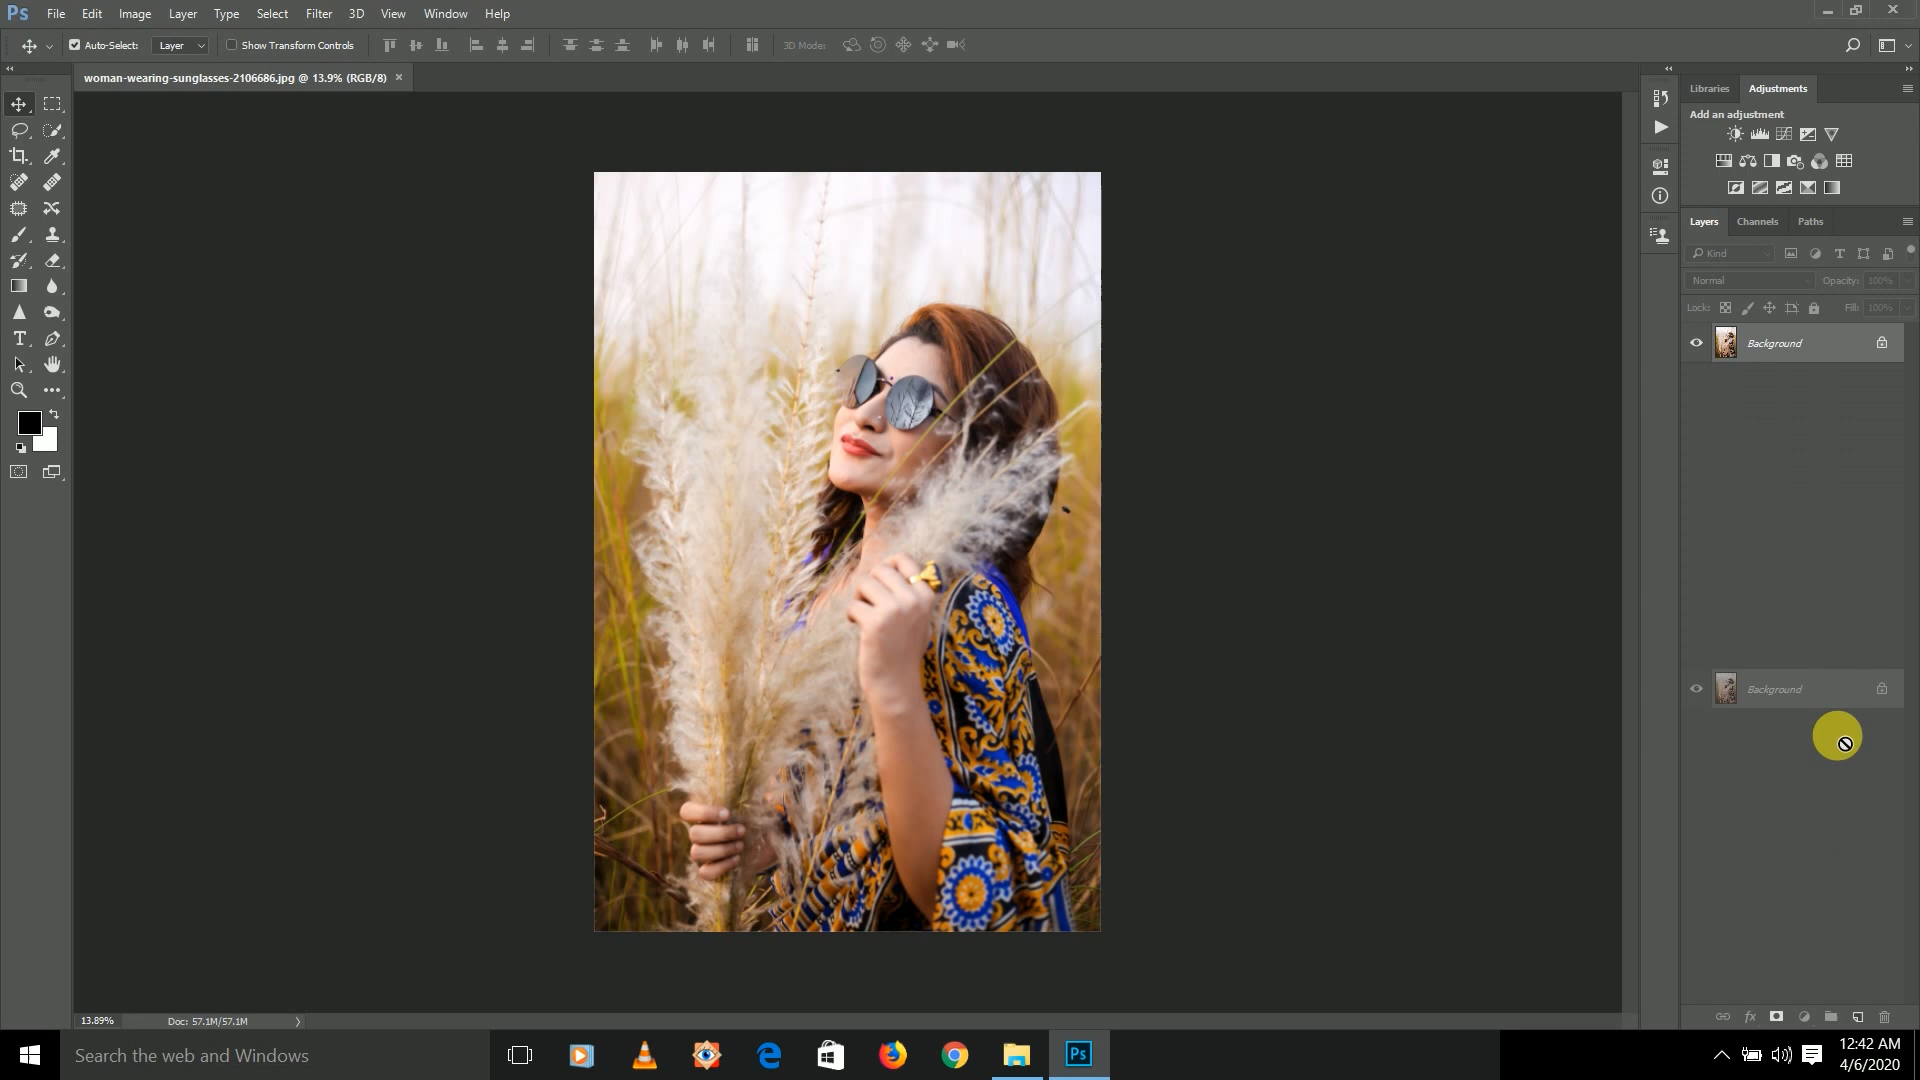 Ps File Edit Image Layer Type Select Filter 3D View Window Help
Auto-Select: Layer Show Transform Controls 3D Mode:
woman-wearing-sunglasses-2106686.jpg @ 13.9% (RGB/8) ×
Libraries Adjustments
Add an adjustment
Layers Channels Paths
Kind
Normal Opacity: 100%
Lock: Fill: 100%
Background
Background
13.89% Doc: 57.1M/57.1M
Search the web and Windows
Ps
12:42 AM
4/6/2020